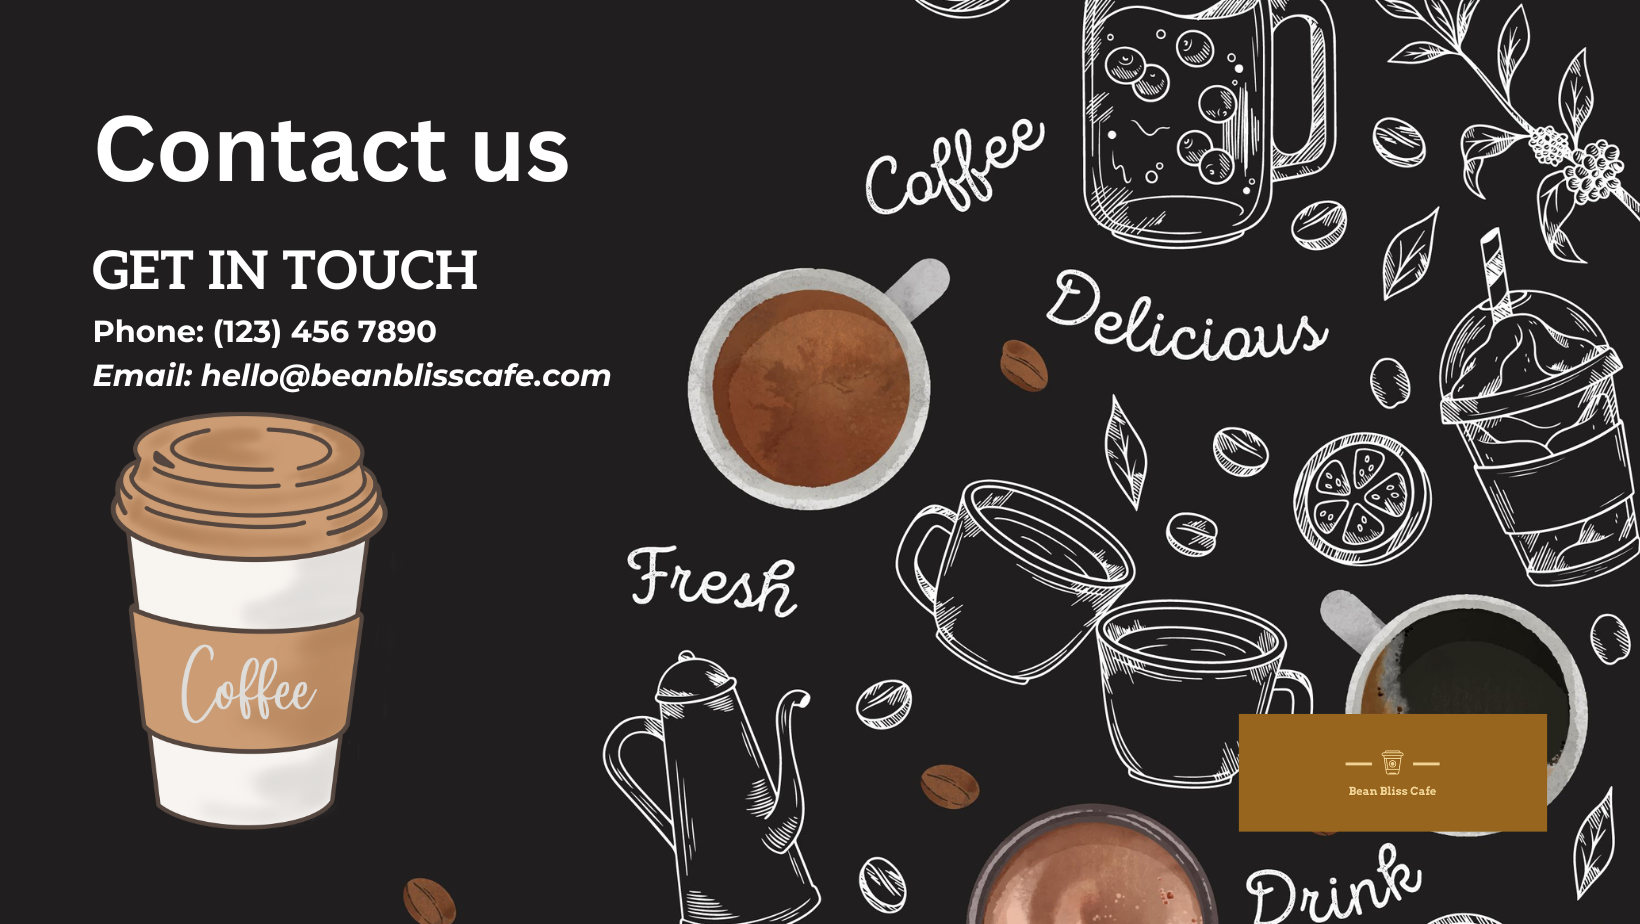 Contact us
GET IN TOUCH
Phone: (123) 456 7890
Email: hello@beanblisscafe.com
Coffee
Delicious
Fresh
Coffee
Bean Bliss Cafe
Drink